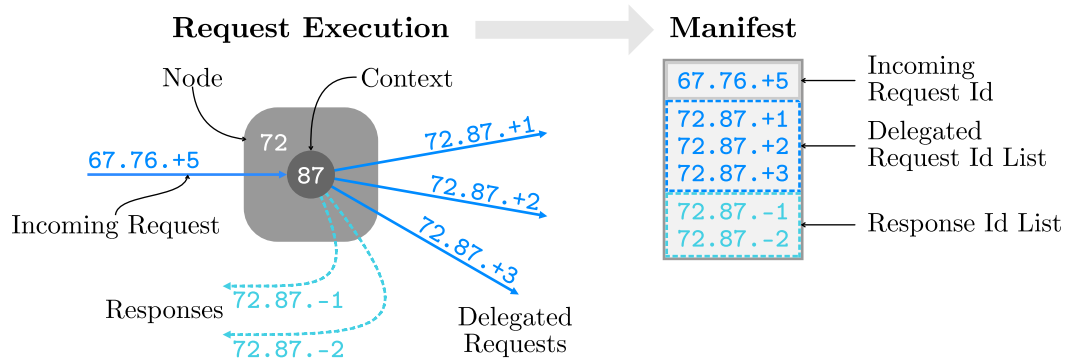 Request Execution
Manifest
Node
Context
72
87
67.76.+5
Incoming Request
72.87.+1
72.87.+2
72.87.+3
Responses
72.87.-1
72.87.-2
Delegated
Requests
67.76.+5
72.87.+1
72.87.+2
72.87.+3
72.87.-1
72.87.-2
Incoming
Request Id
Delegated
Request Id List
Response Id List